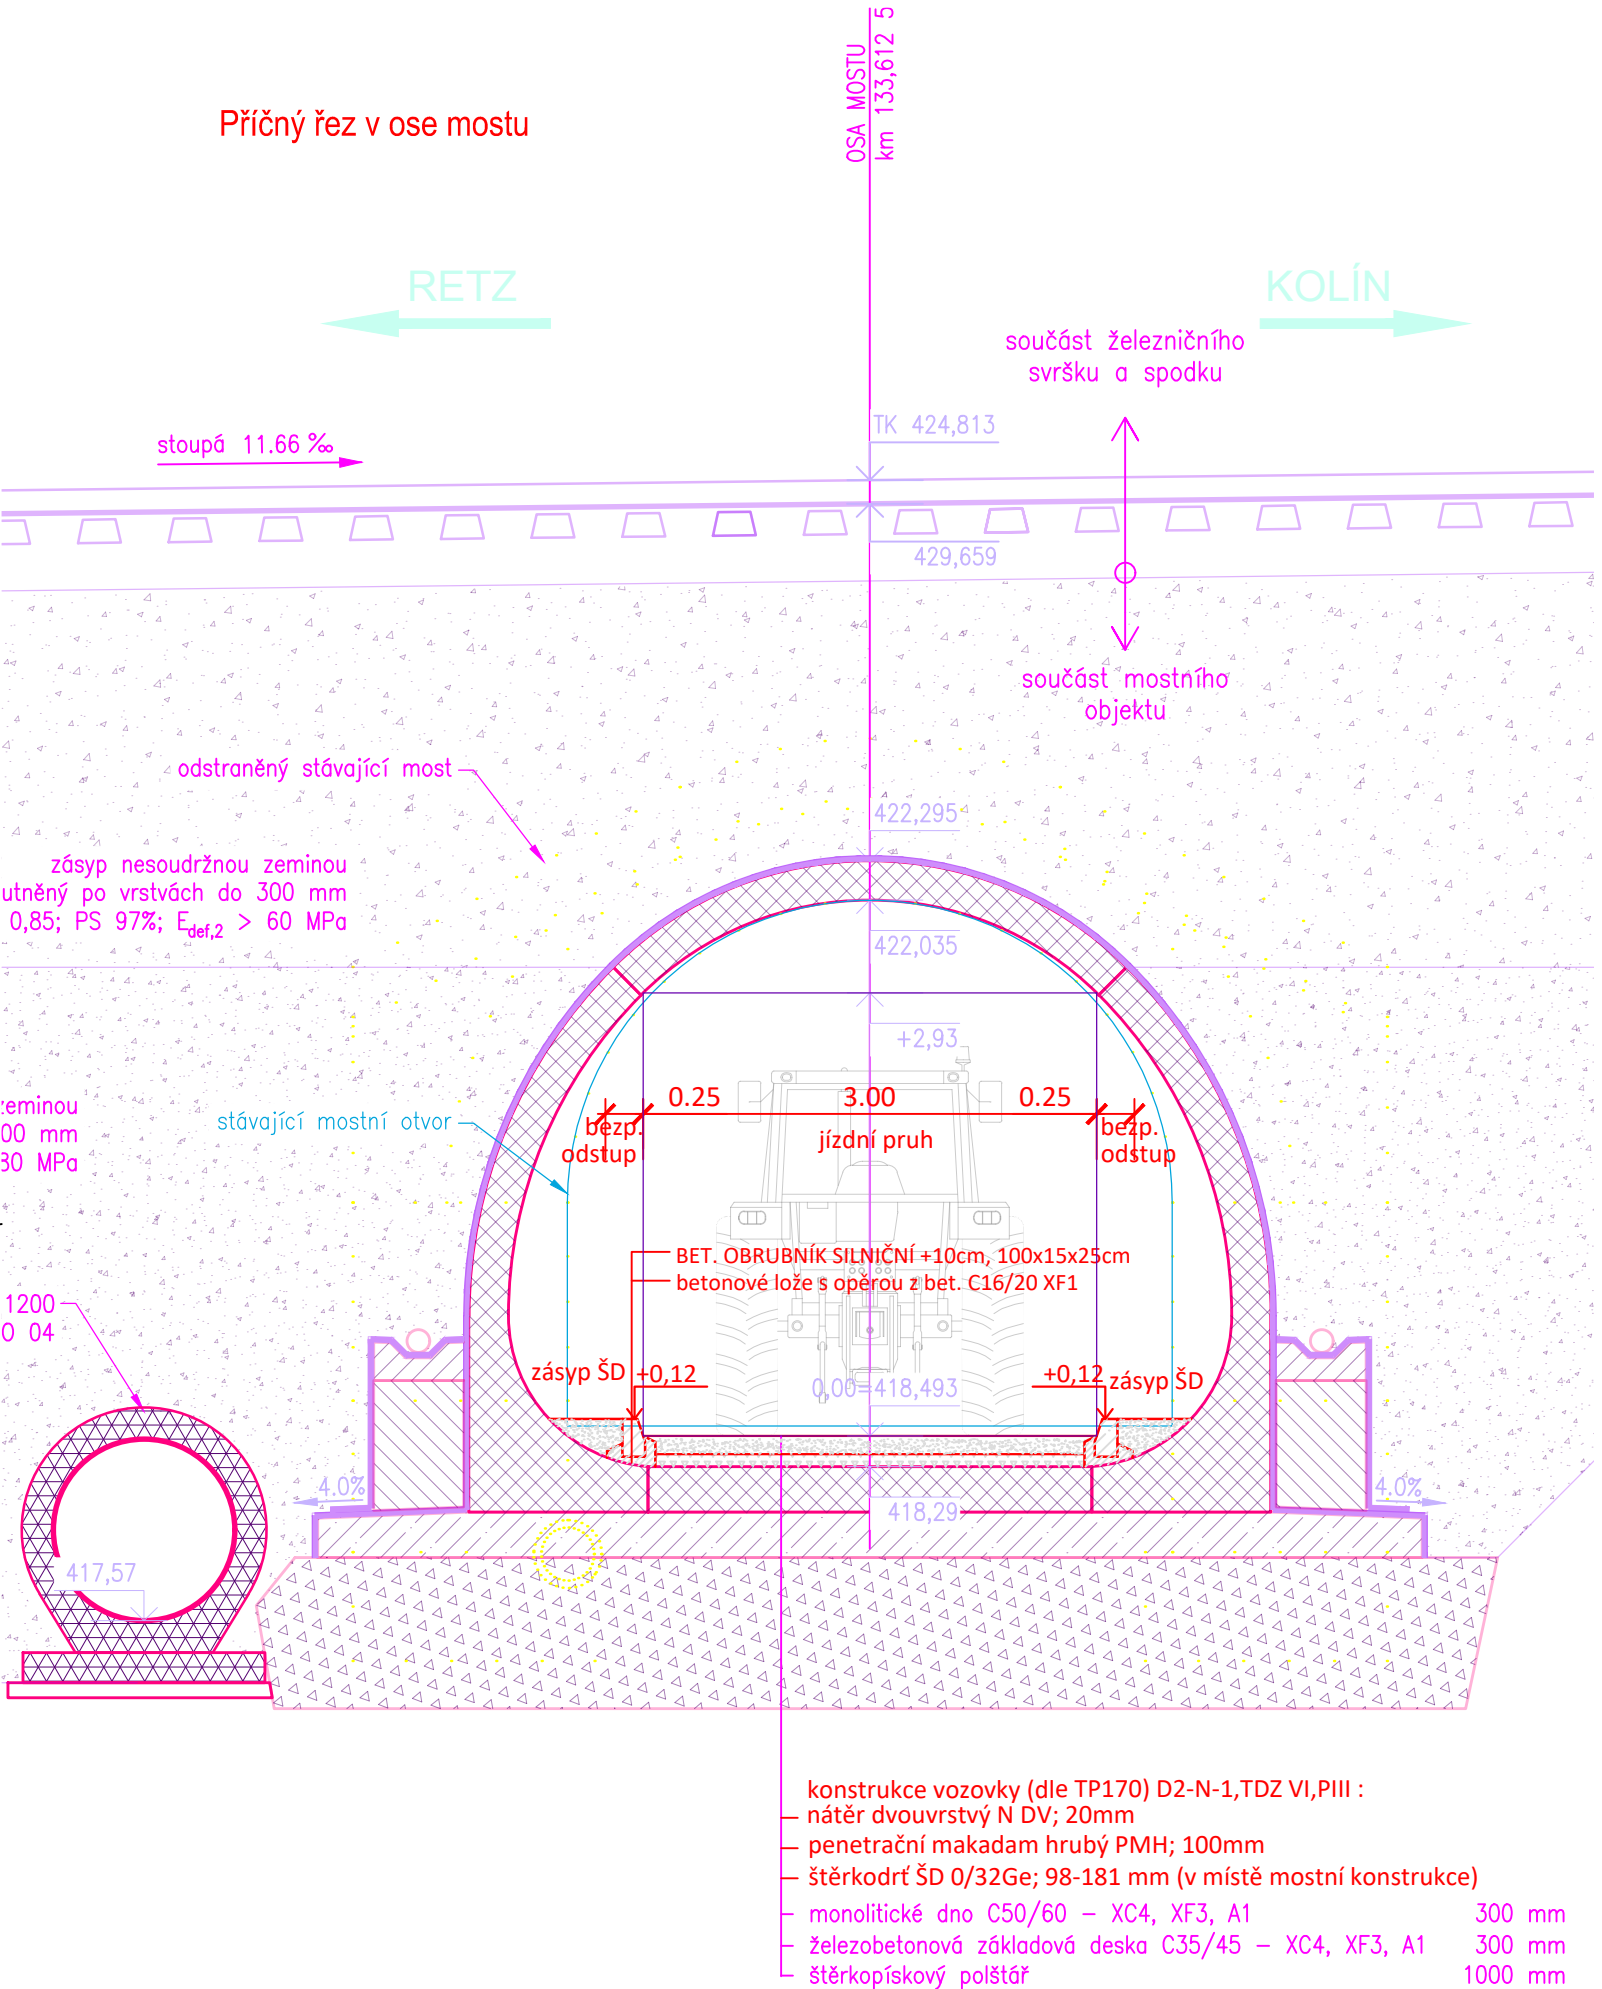 OSA MOSTU
km 133,612 5
Příčný řez v ose mostu
RETZ
KOLÍN
součást železničního
svršku a spodku
TK 424,813
stoupá 11.66 ‰
429,659
součást mostního
objektu
odstraněný stávající most
422,295
zásyp nesoudržnou zeminou
utněný po vrstvách do 300 mm
0,85; PS 97%; Edef,2 > 60 MPa
422,035
+2,93
0.25 3.00 0.25
bezp.
odstup
jízdní pruh
bezp.
odstup
zeminou
00 mm
30 MPa
stávající mostní otvor
BET. OBRUBNÍK SILNIČNÍ +10cm, 100x15x25cm
betonové lože s opěrou z bet. C16/20 XF1
1200
O 04
zásyp ŠD +0,12
+0,12 zásyp ŠD
0,00=418,493
4.0%
4.0%
418,29
417,57
konstrukce vozovky (dle TP170) D2-N-1,TDZ VI,PIII :
nátěr dvouvrstvý N DV; 20mm
penetrační makadam hrubý PMH; 100mm
štěrkodrť ŠD 0/32Ge; 98-181 mm (v místě mostní konstrukce)
monolitické dno C50/60 – XC4, XF3, A1 300 mm
železobetonová základová deska C35/45 – XC4, XF3, A1 300 mm
štěrkopískový polštář 1000 mm